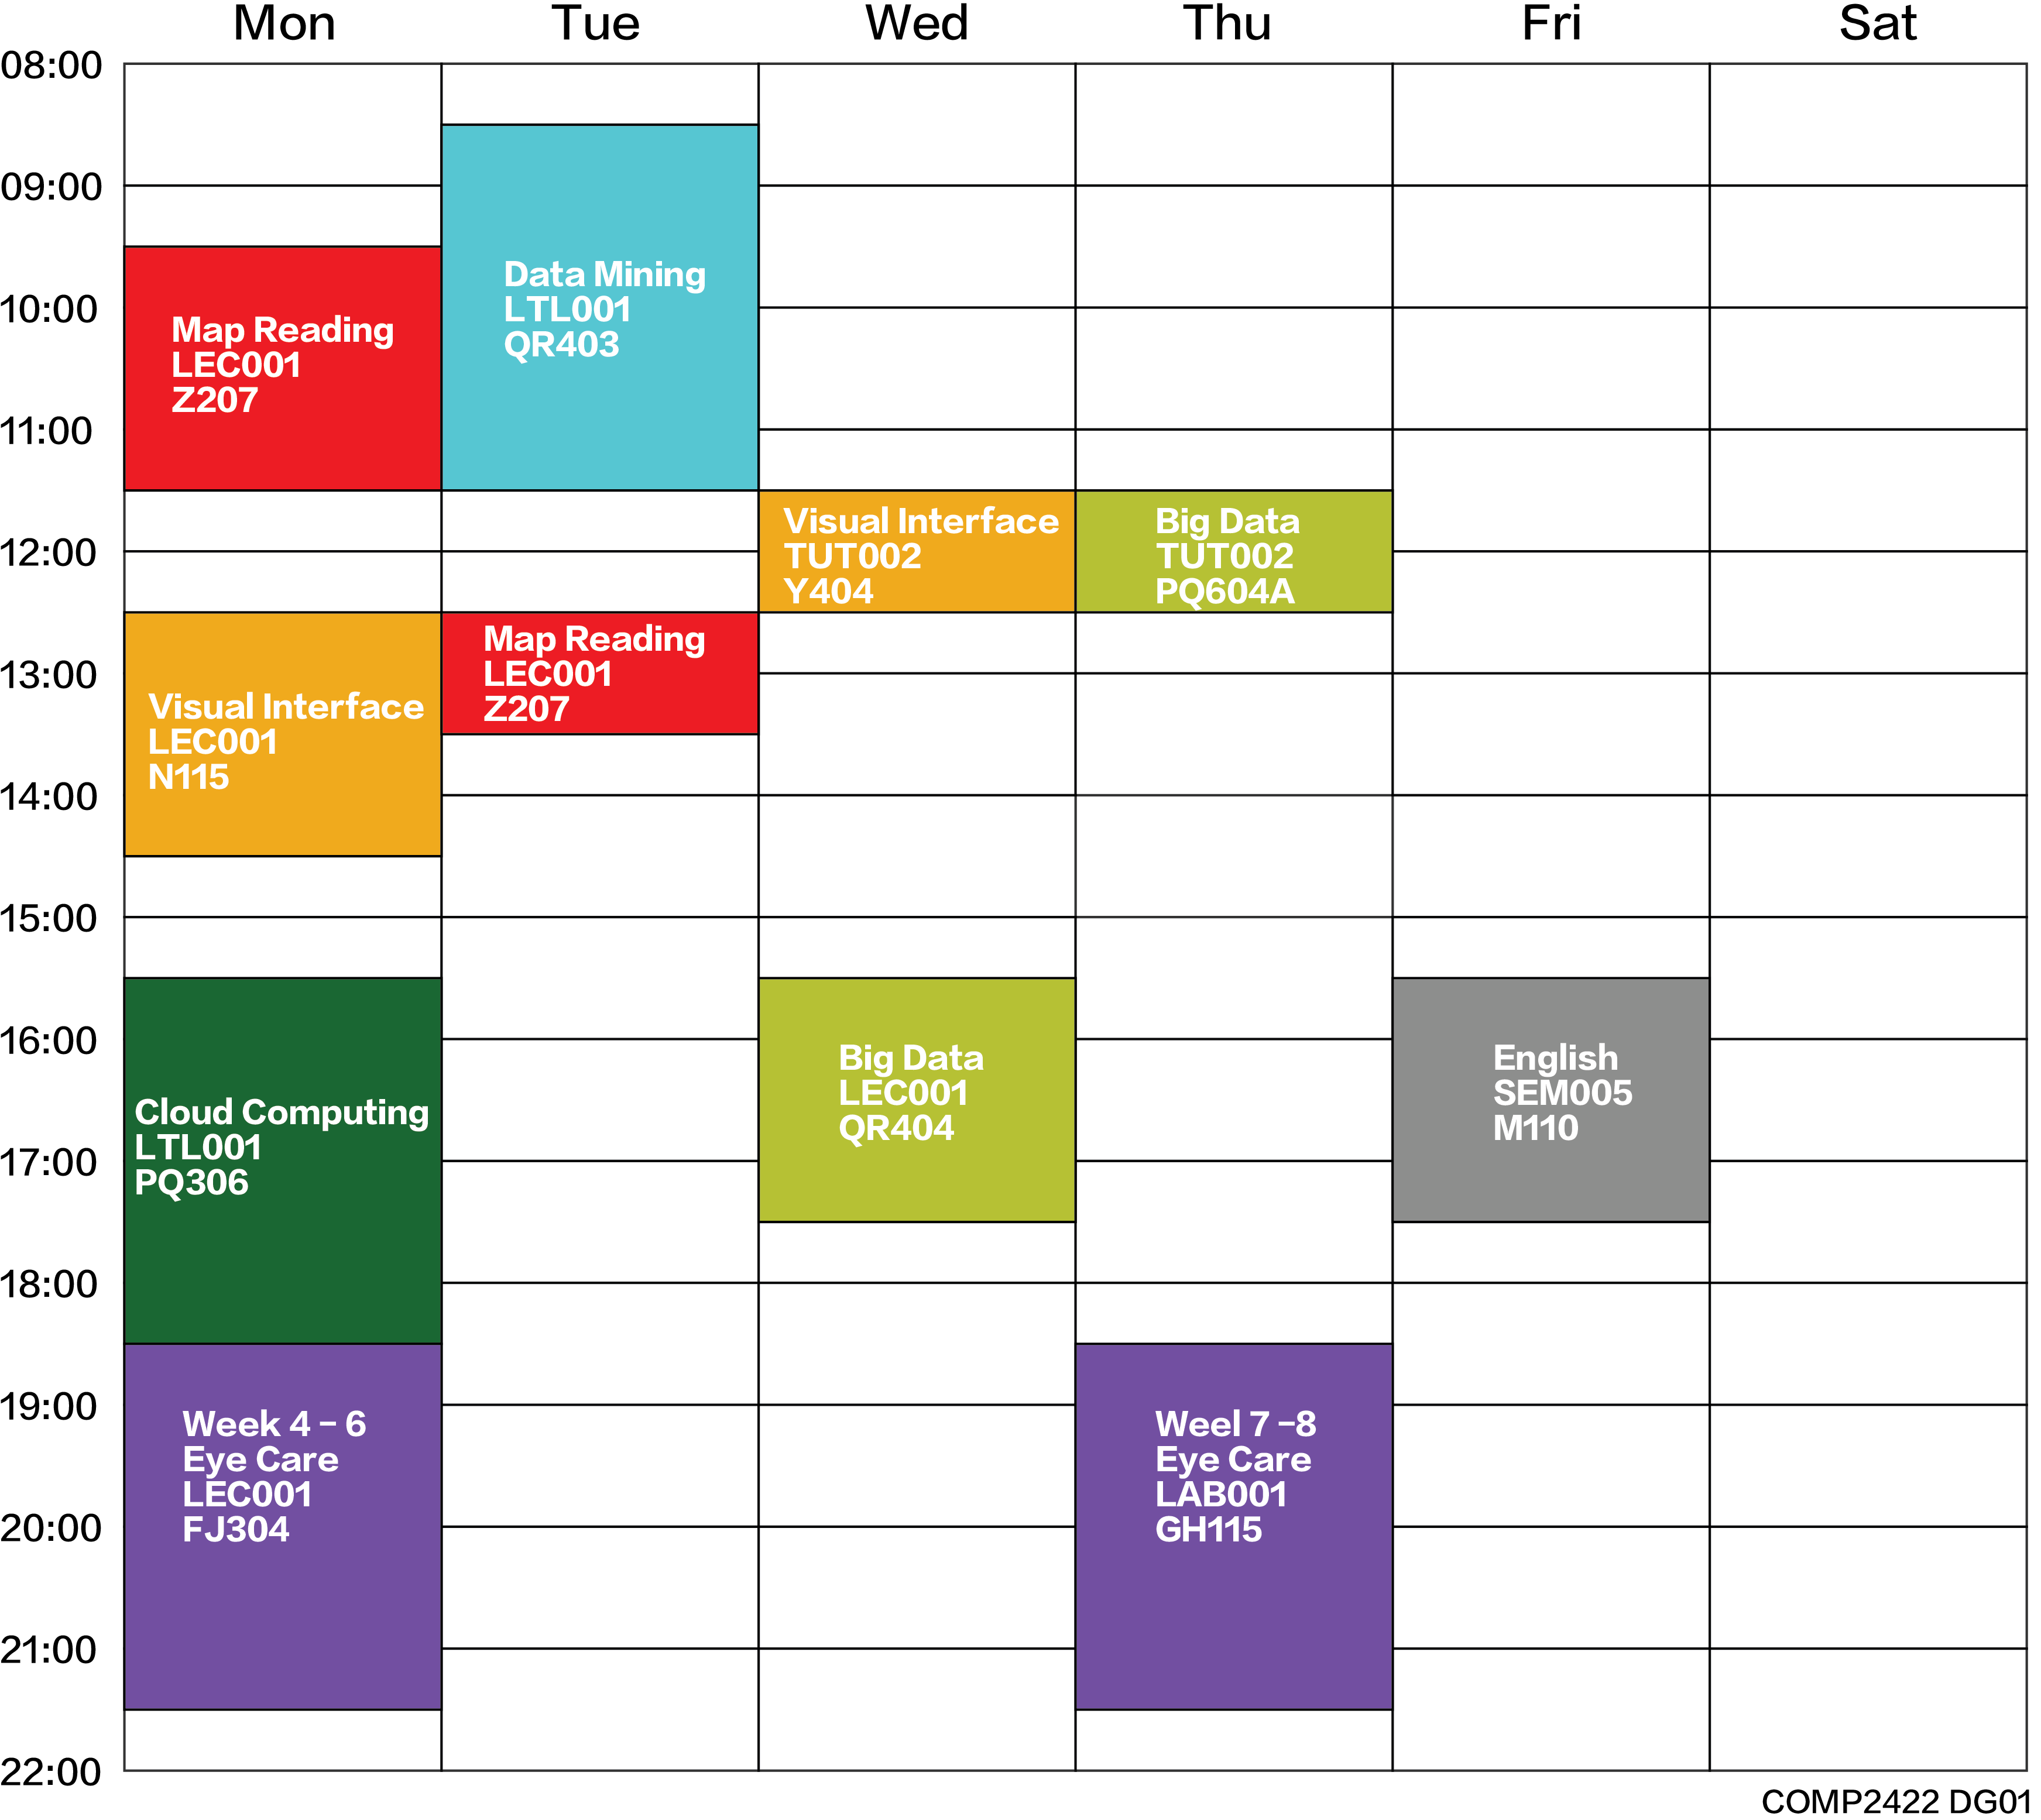 Mon Tue Wed Thu Fri Sat
08:00
09:00
10:00
11:00
12:00
13:00
14:00
15:00
16:00
17:00
18:00
19:00
20:00
21:00
22:00
Map Reading
LEC001
Z207
Visual Interface
LEC001
N115
Cloud Computing
LTL001
PQ306
Week 4 – 6
Eye Care
LEC001
FJ304
Data Mining
LTL001
QR403
Map Reading
LEC001
Z207
Visual Interface
TUT002
Y404
Big Data
LEC001
QR404
Big Data
TUT002
PQ604A
Weel 7 –8
Eye Care
LAB001
GH115
English
SEM005
M110
COMP2422 DG01